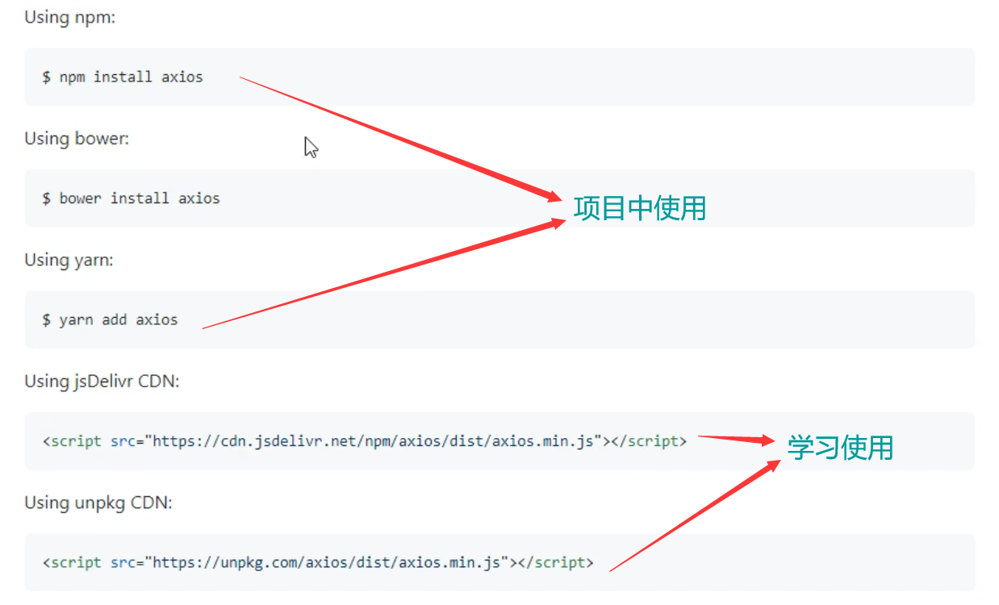 Using npm:
$ npm install axios
Using bower:
$ bower install axios
项目中使用
Using yarn:
$ yarn add axios
Using jsDelivr CDN:
<script src="https://cdn.jsdelivr.net/npm/axios/dist/axios.min.js"></script>
学习使用
Using unpkg CDN:
<script src="https://unpkg.com/axios/dist/axios.min.js"></script>